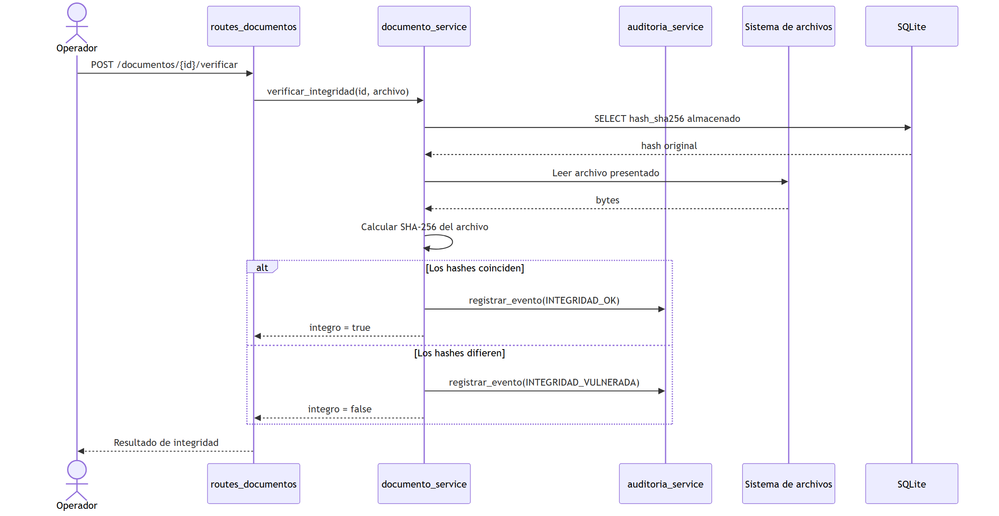 Operador
routes_documentos
documento_service
auditoria_service
Sistema de archivos
SQLite
POST /documentos/{id}/verificar
verificar_integridad(id, archivo)
SELECT hash_sha256 almacenado
hash original
Leer archivo presentado
bytes
Calcular SHA-256 del archivo
alt
[Los hashes coinciden]
registrar_evento(INTEGRIDAD_OK)
integro = true
[Los hashes difieren]
registrar_evento(INTEGRIDAD_VULNERADA)
integro = false
Resultado de integridad
Operador
routes_documentos
documento_service
auditoria_service
Sistema de archivos
SQLite